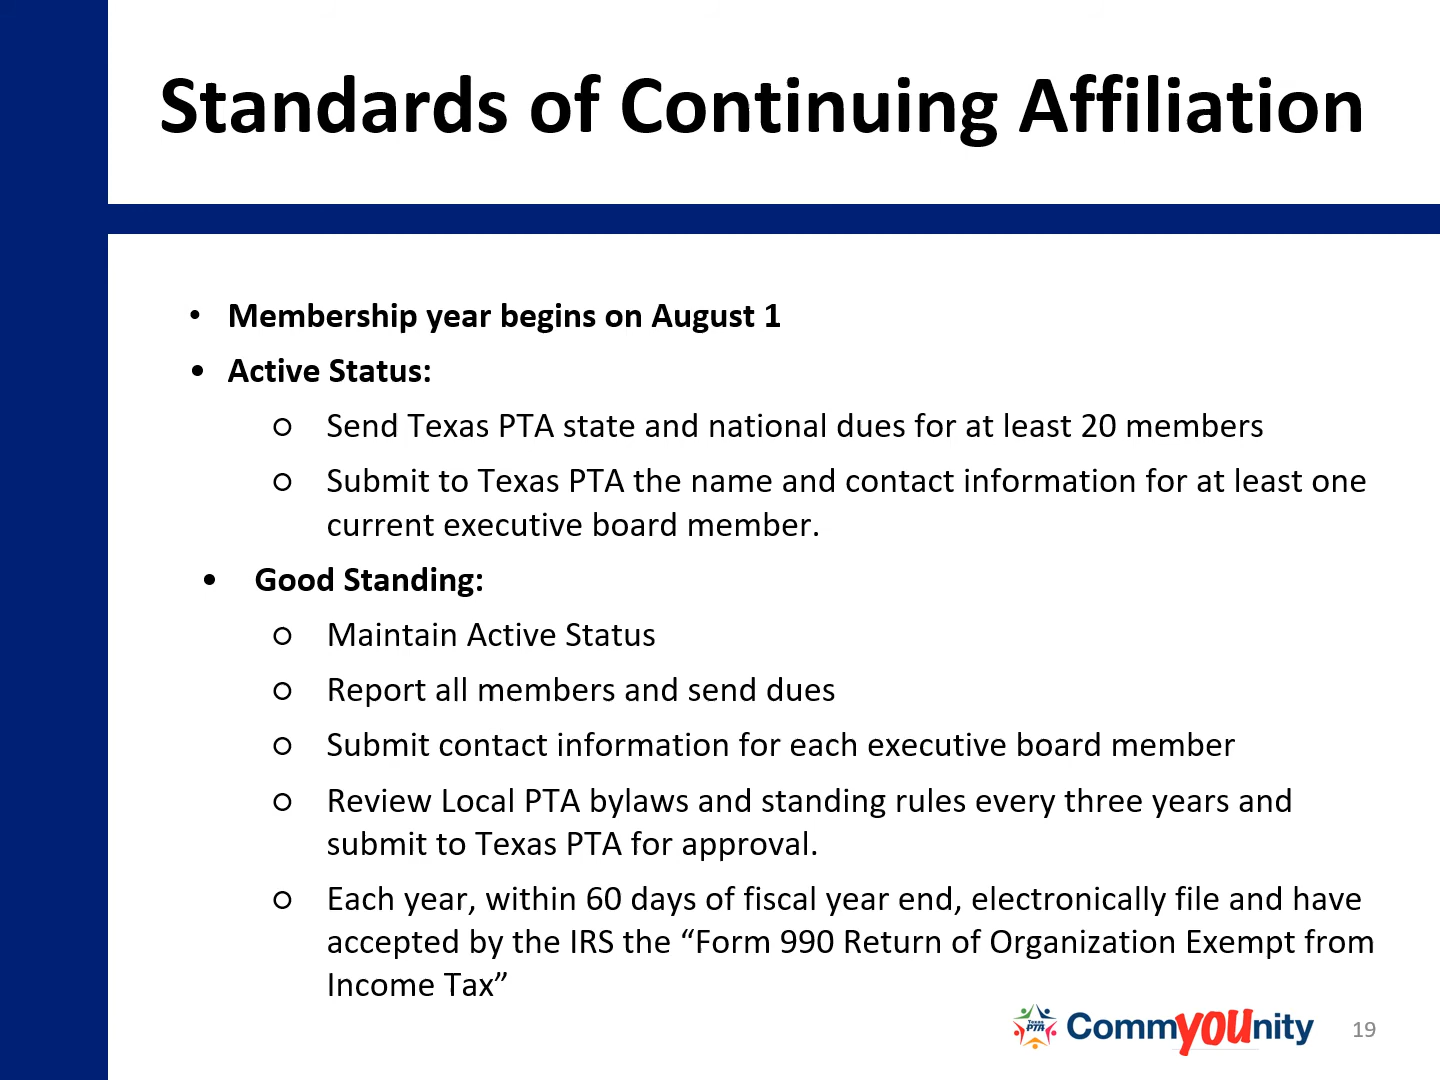 Standards of Continuing Affiliation
• Membership year begins on August 1
• Active Status:
○ Send Texas PTA state and national dues for at least 20 members
○ Submit to Texas PTA the name and contact information for at least one
current executive board member.
• Good Standing:
○ Maintain Active Status
○ Report all members and send dues
○ Submit contact information for each executive board member
○ Review Local PTA bylaws and standing rules every three years and
submit to Texas PTA for approval.
○ Each year, within 60 days of fiscal year end, electronically file and have
accepted by the IRS the “Form 990 Return of Organization Exempt from
Income Tax”
Texas
PTA
CommYOUnity
19